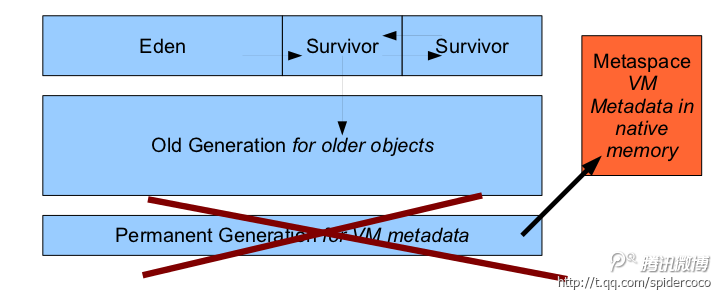 Eden
Survivor
Survivor
Old Generation for older objects
Permanent Generation for VM metadata
Metaspace
VM
Metadata in
native
memory
腾讯微博
http://t.qq.com/spidercoco